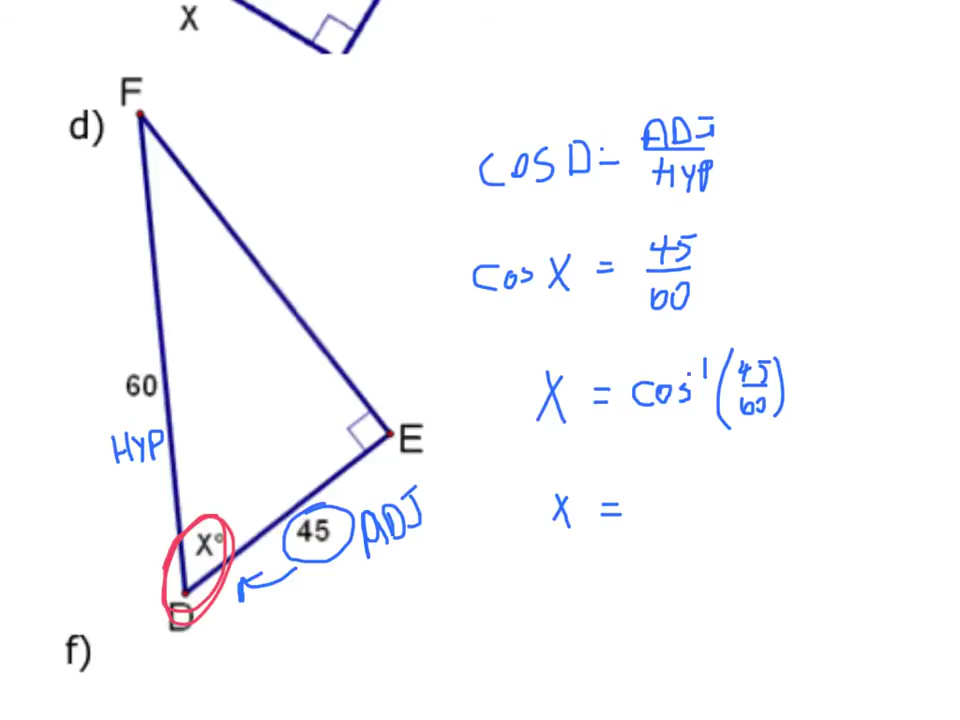 X
F
d)
COS D = ADJ/HYP
cos X = 45/60
60
X = cos⁻¹(45/60)
HYP
E
X =
45 ADJ
X°
D
f)